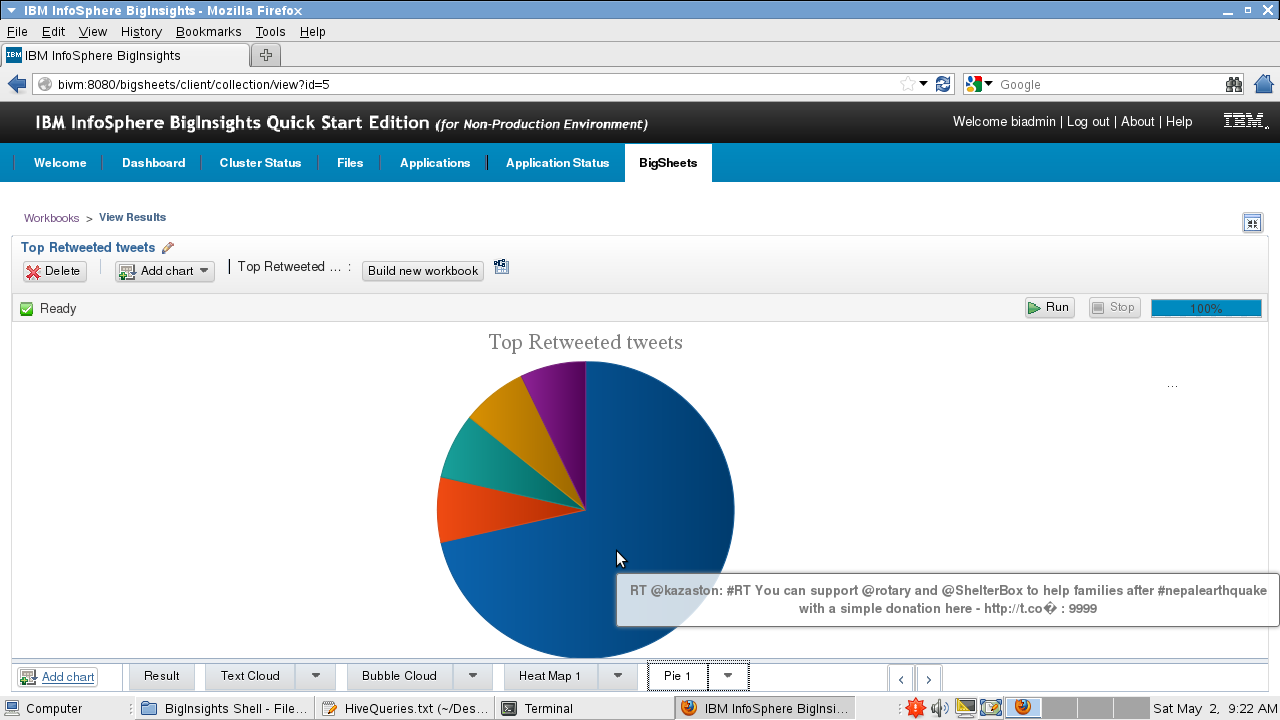 IBM InfoSphere BigInsights - Mozilla Firefox
File Edit View History Bookmarks Tools Help
IBM IBM InfoSphere BigInsights
bivm:8080/bigsheets/client/collection/view?id=5 Google
IBM InfoSphere BigInsights Quick Start Edition (for Non-Production Environment) Welcome biadmin | Log out | About | Help IBM.
Welcome Dashboard Cluster Status Files Applications Application Status BigSheets
Workbooks > View Results
Top Retweeted tweets
Delete Add chart Top Retweeted ... : Build new workbook
Ready Run Stop 100%
Top Retweeted tweets
...
RT @kazaston: #RT You can support @rotary and @ShelterBox to help families after #nepalearthquake
with a simple donation here - http://t.co� : 9999
Add chart Result Text Cloud Bubble Cloud Heat Map 1 Pie 1 < >
Computer BigInsights Shell - File... HiveQueries.txt (~/Des... Terminal IBM InfoSphere BigInsi... Sat May 2, 9:22 AM